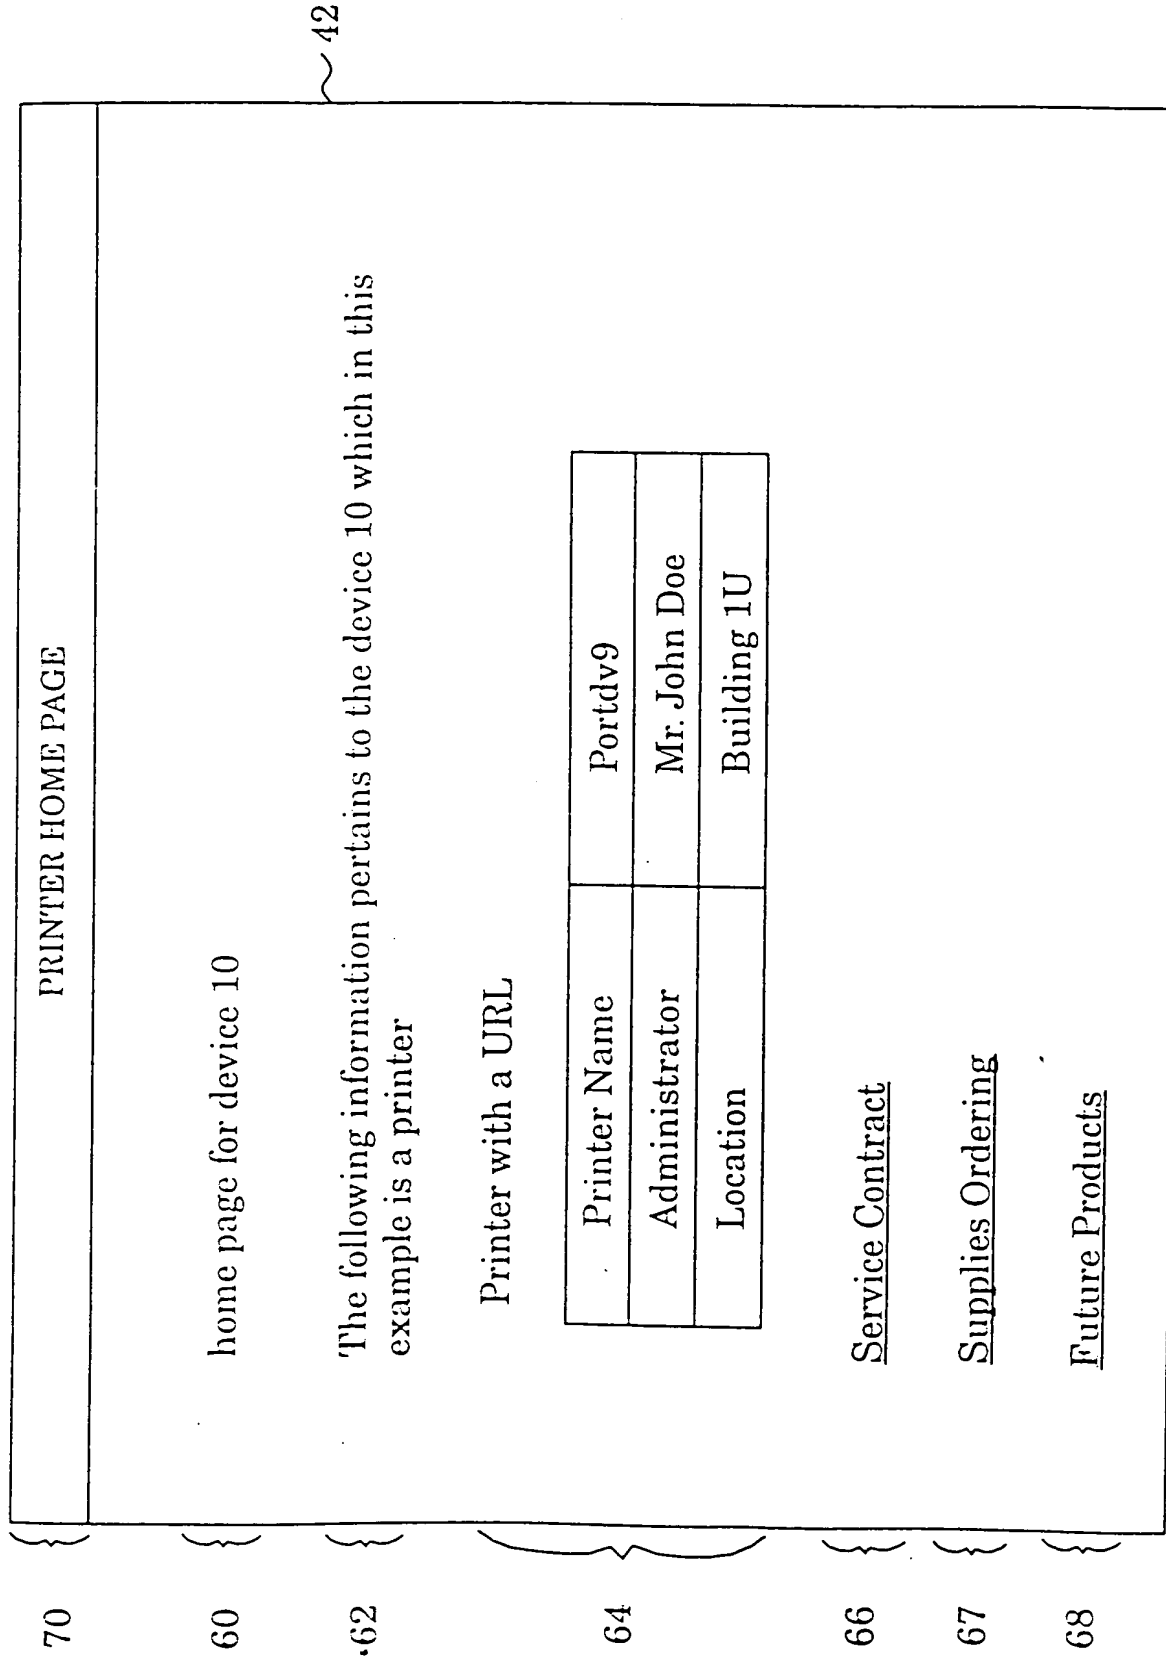 42
70 PRINTER HOME PAGE
60 home page for device 10
62 The following information pertains to the device 10 which in this
example is a printer
Printer with a URL
64
Printer Name Portdv9
Administrator Mr. John Doe
Location Building 1U
66 Service Contract
67 Supplies Ordering
68 Future Products